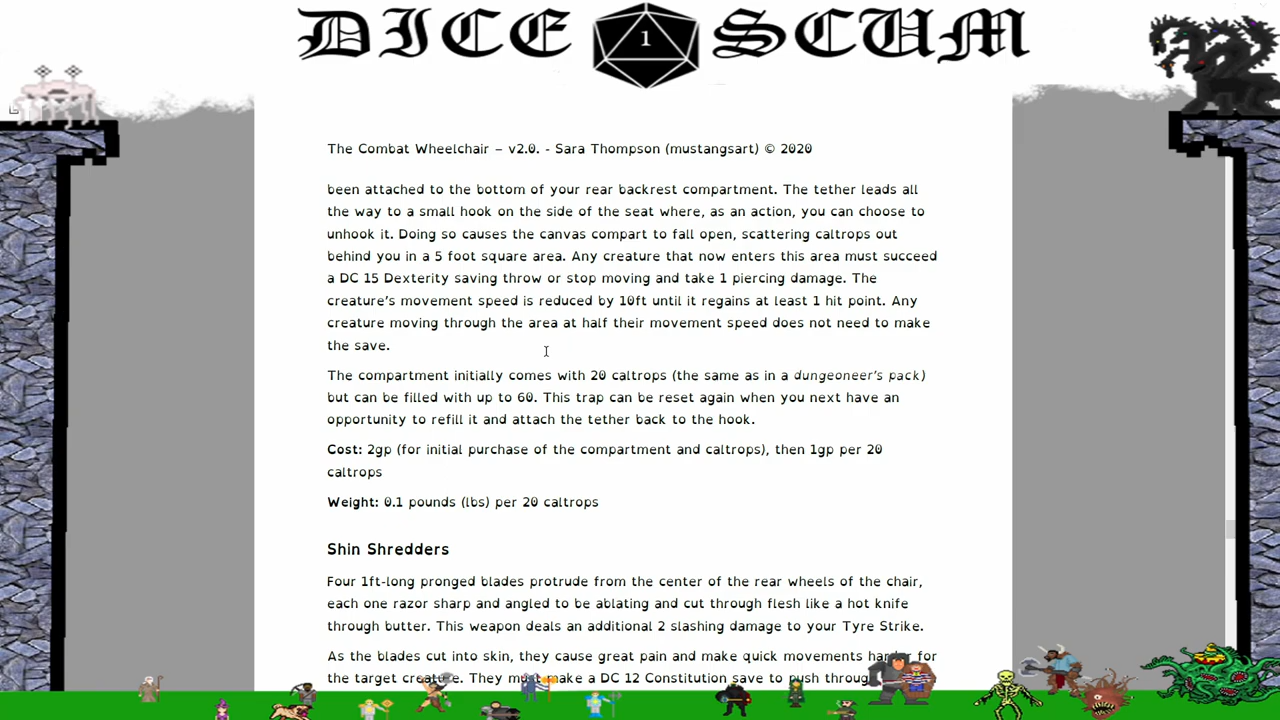 DICE 1 SCUM
The Combat Wheelchair – v2.0. - Sara Thompson (mustangsart) © 2020
been attached to the bottom of your rear backrest compartment. The tether leads all
the way to a small hook on the side of the seat where, as an action, you can choose to
unhook it. Doing so causes the canvas compart to fall open, scattering caltrops out
behind you in a 5 foot square area. Any creature that now enters this area must succeed
a DC 15 Dexterity saving throw or stop moving and take 1 piercing damage. The
creature's movement speed is reduced by 10ft until it regains at least 1 hit point. Any
creature moving through the area at half their movement speed does not need to make
the save.
The compartment initially comes with 20 caltrops (the same as in a dungeoneer's pack)
but can be filled with up to 60. This trap can be reset again when you next have an
opportunity to refill it and attach the tether back to the hook.
Cost: 2gp (for initial purchase of the compartment and caltrops), then 1gp per 20
caltrops
Weight: 0.1 pounds (lbs) per 20 caltrops
Shin Shredders
Four 1ft-long pronged blades protrude from the center of the rear wheels of the chair,
each one razor sharp and angled to be ablating and cut through flesh like a hot knife
through butter. This weapon deals an additional 2 slashing damage to your Tyre Strike.
As the blades cut into skin, they cause great pain and make quick movements harder for
the target creature. They must make a DC 12 Constitution save to push through